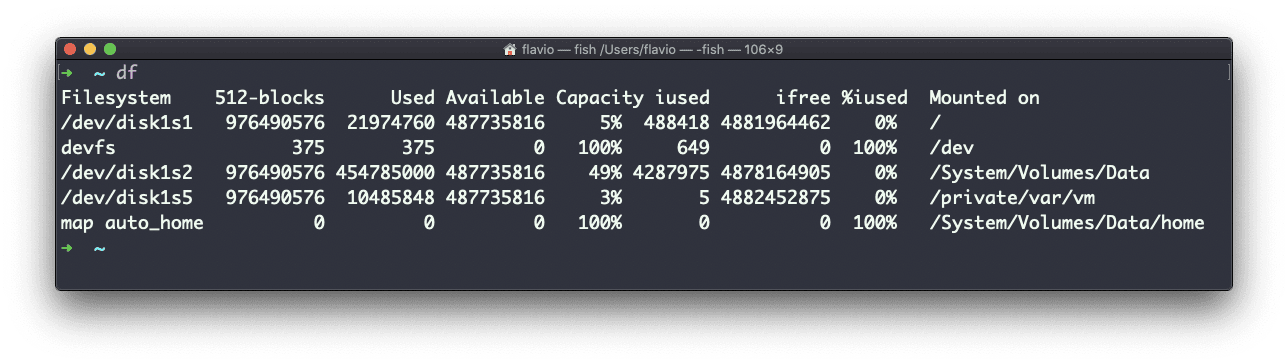 flavio — fish /Users/flavio — -fish — 106×9
➜  ~ df
Filesystem    512-blocks      Used Available Capacity iused      ifree %iused  Mounted on
/dev/disk1s1   976490576  21974760 487735816     5%  488418 4881964462    0%   /
devfs                375       375         0   100%     649          0  100%   /dev
/dev/disk1s2   976490576 454785000 487735816    49% 4287975 4878164905    0%   /System/Volumes/Data
/dev/disk1s5   976490576  10485848 487735816     3%       5 4882452875    0%   /private/var/vm
map auto_home          0         0         0   100%       0          0  100%   /System/Volumes/Data/home
➜  ~